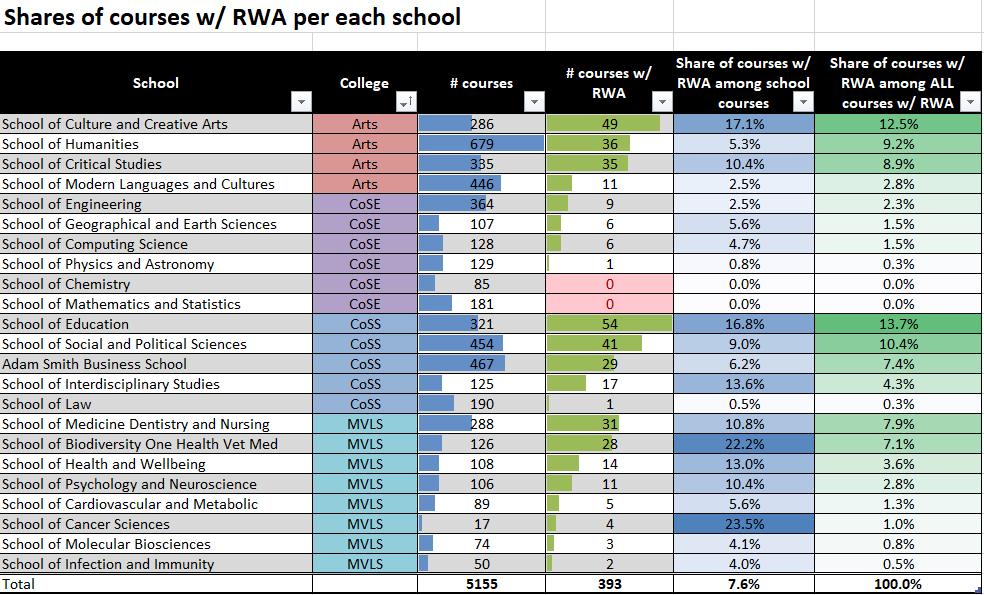 Shares of courses w/ RWA per each school
School College # courses # courses w/ RWA Share of courses w/ RWA among school courses Share of courses w/ RWA among ALL courses w/ RWA
School of Culture and Creative Arts Arts 286 49 17.1% 12.5%
School of Humanities Arts 679 36 5.3% 9.2%
School of Critical Studies Arts 335 35 10.4% 8.9%
School of Modern Languages and Cultures Arts 446 11 2.5% 2.8%
School of Engineering CoSE 364 9 2.5% 2.3%
School of Geographical and Earth Sciences CoSE 107 6 5.6% 1.5%
School of Computing Science CoSE 128 6 4.7% 1.5%
School of Physics and Astronomy CoSE 129 1 0.8% 0.3%
School of Chemistry CoSE 85 0 0.0% 0.0%
School of Mathematics and Statistics CoSE 181 0 0.0% 0.0%
School of Education CoSS 321 54 16.8% 13.7%
School of Social and Political Sciences CoSS 454 41 9.0% 10.4%
Adam Smith Business School CoSS 467 29 6.2% 7.4%
School of Interdisciplinary Studies CoSS 125 17 13.6% 4.3%
School of Law CoSS 190 1 0.5% 0.3%
School of Medicine Dentistry and Nursing MVLS 288 31 10.8% 7.9%
School of Biodiversity One Health Vet Med MVLS 126 28 22.2% 7.1%
School of Health and Wellbeing MVLS 108 14 13.0% 3.6%
School of Psychology and Neuroscience MVLS 106 11 10.4% 2.8%
School of Cardiovascular and Metabolic MVLS 89 5 5.6% 1.3%
School of Cancer Sciences MVLS 17 4 23.5% 1.0%
School of Molecular Biosciences MVLS 74 3 4.1% 0.8%
School of Infection and Immunity MVLS 50 2 4.0% 0.5%
Total 5155 393 7.6% 100.0%